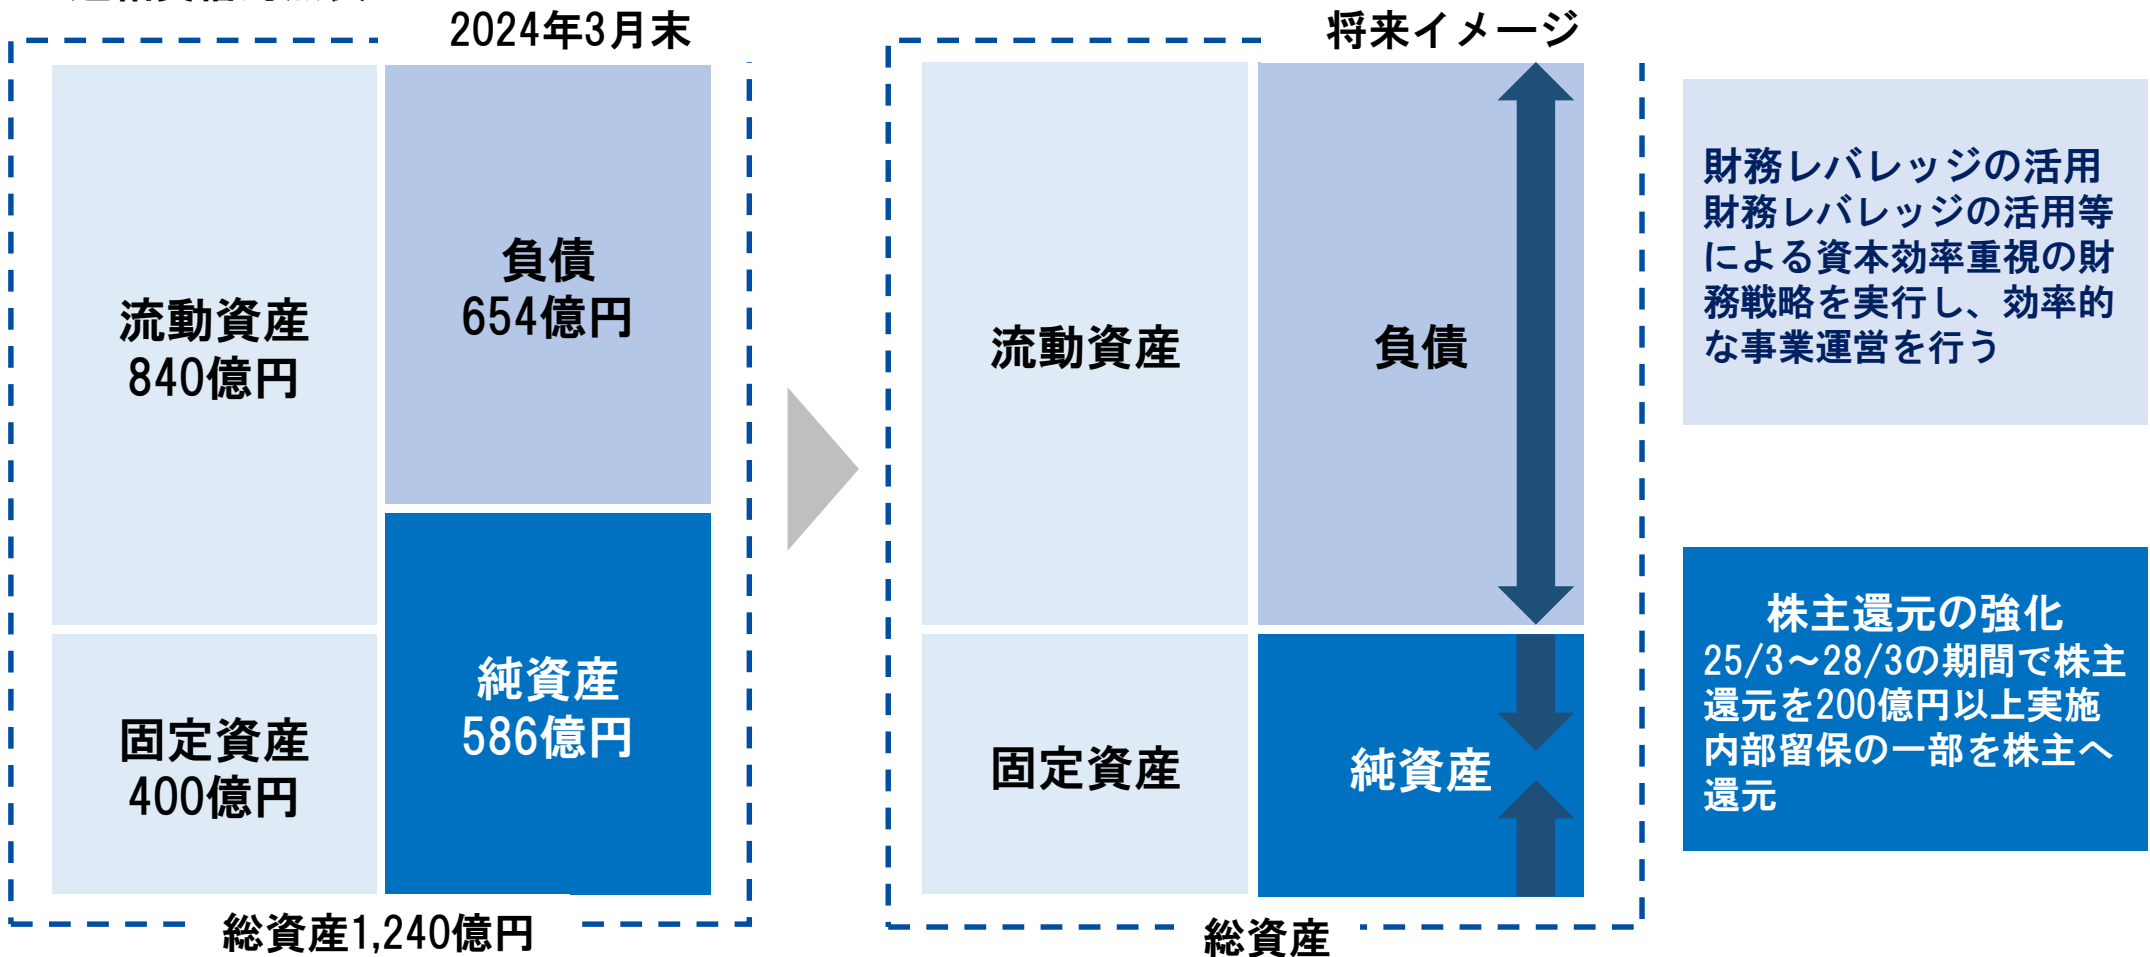 2024年3月末
流動資産
840億円
負債
654億円
固定資産
400億円
純資産
586億円
総資産1,240億円
将来イメージ
流動資産
負債
固定資産
純資産
総資産
財務レバレッジの活用
財務レバレッジの活用等
による資本効率重視の財
務戦略を実行し、効率的
な事業運営を行う
株主還元の強化
25/3～28/3の期間で株主
還元を200億円以上実施
内部留保の一部を株主へ
還元